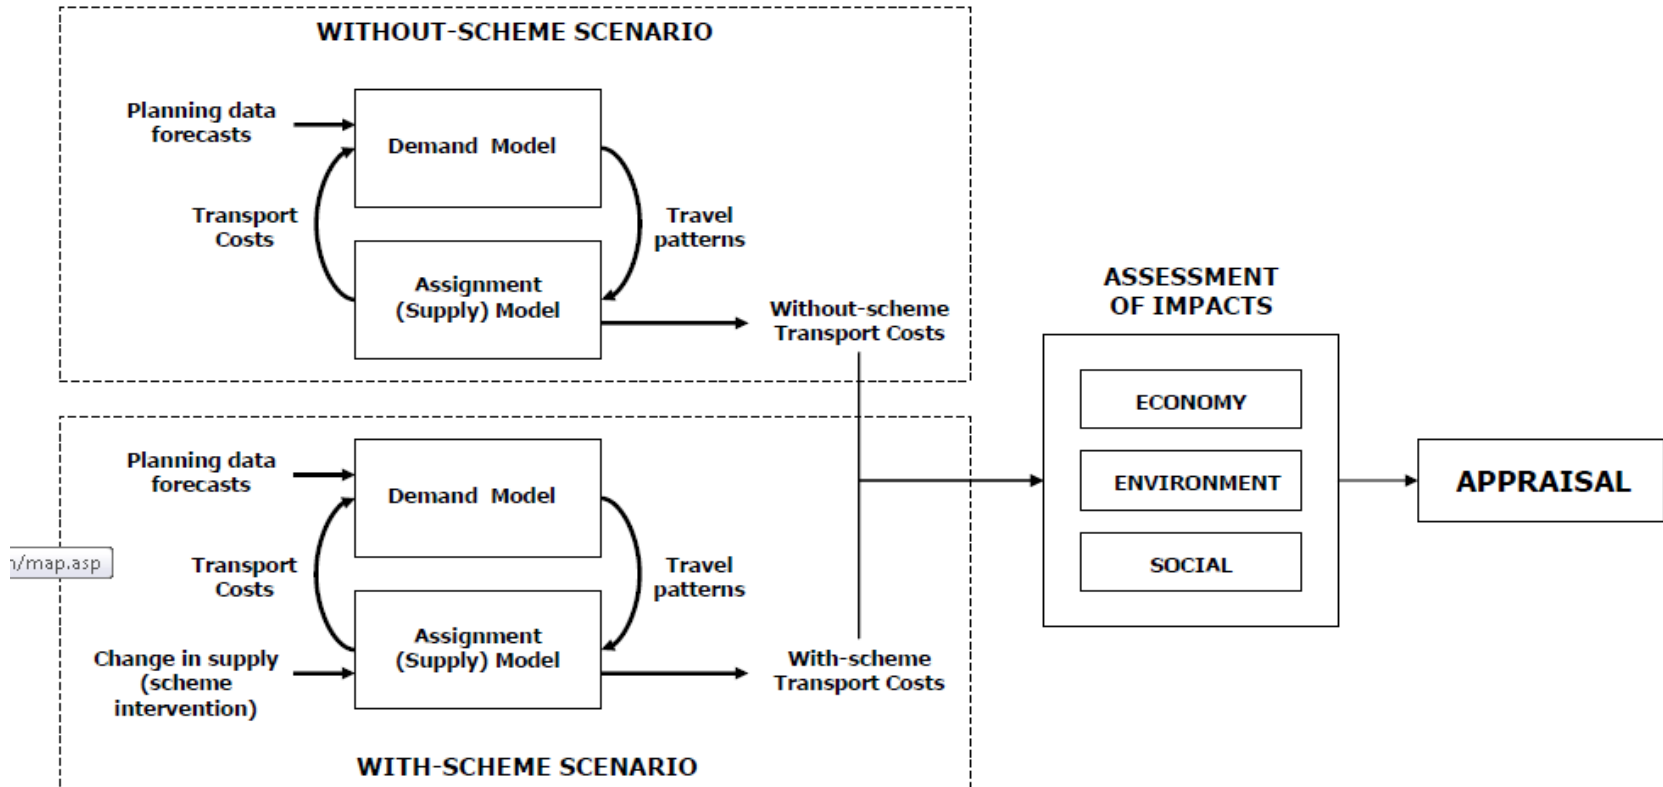 WITHOUT-SCHEME SCENARIO
Planning data
forecasts
Demand  Model
Transport
Costs
Travel
patterns
Assignment
(Supply) Model
Without-scheme
Transport Costs
Planning data
forecasts
Demand  Model
Transport
Costs
Travel
patterns
Assignment
(Supply) Model
Change in supply
(scheme
intervention)
With-scheme
Transport Costs
WITH-SCHEME SCENARIO
/map.asp
ASSESSMENT
OF IMPACTS
ECONOMY
ENVIRONMENT
SOCIAL
APPRAISAL